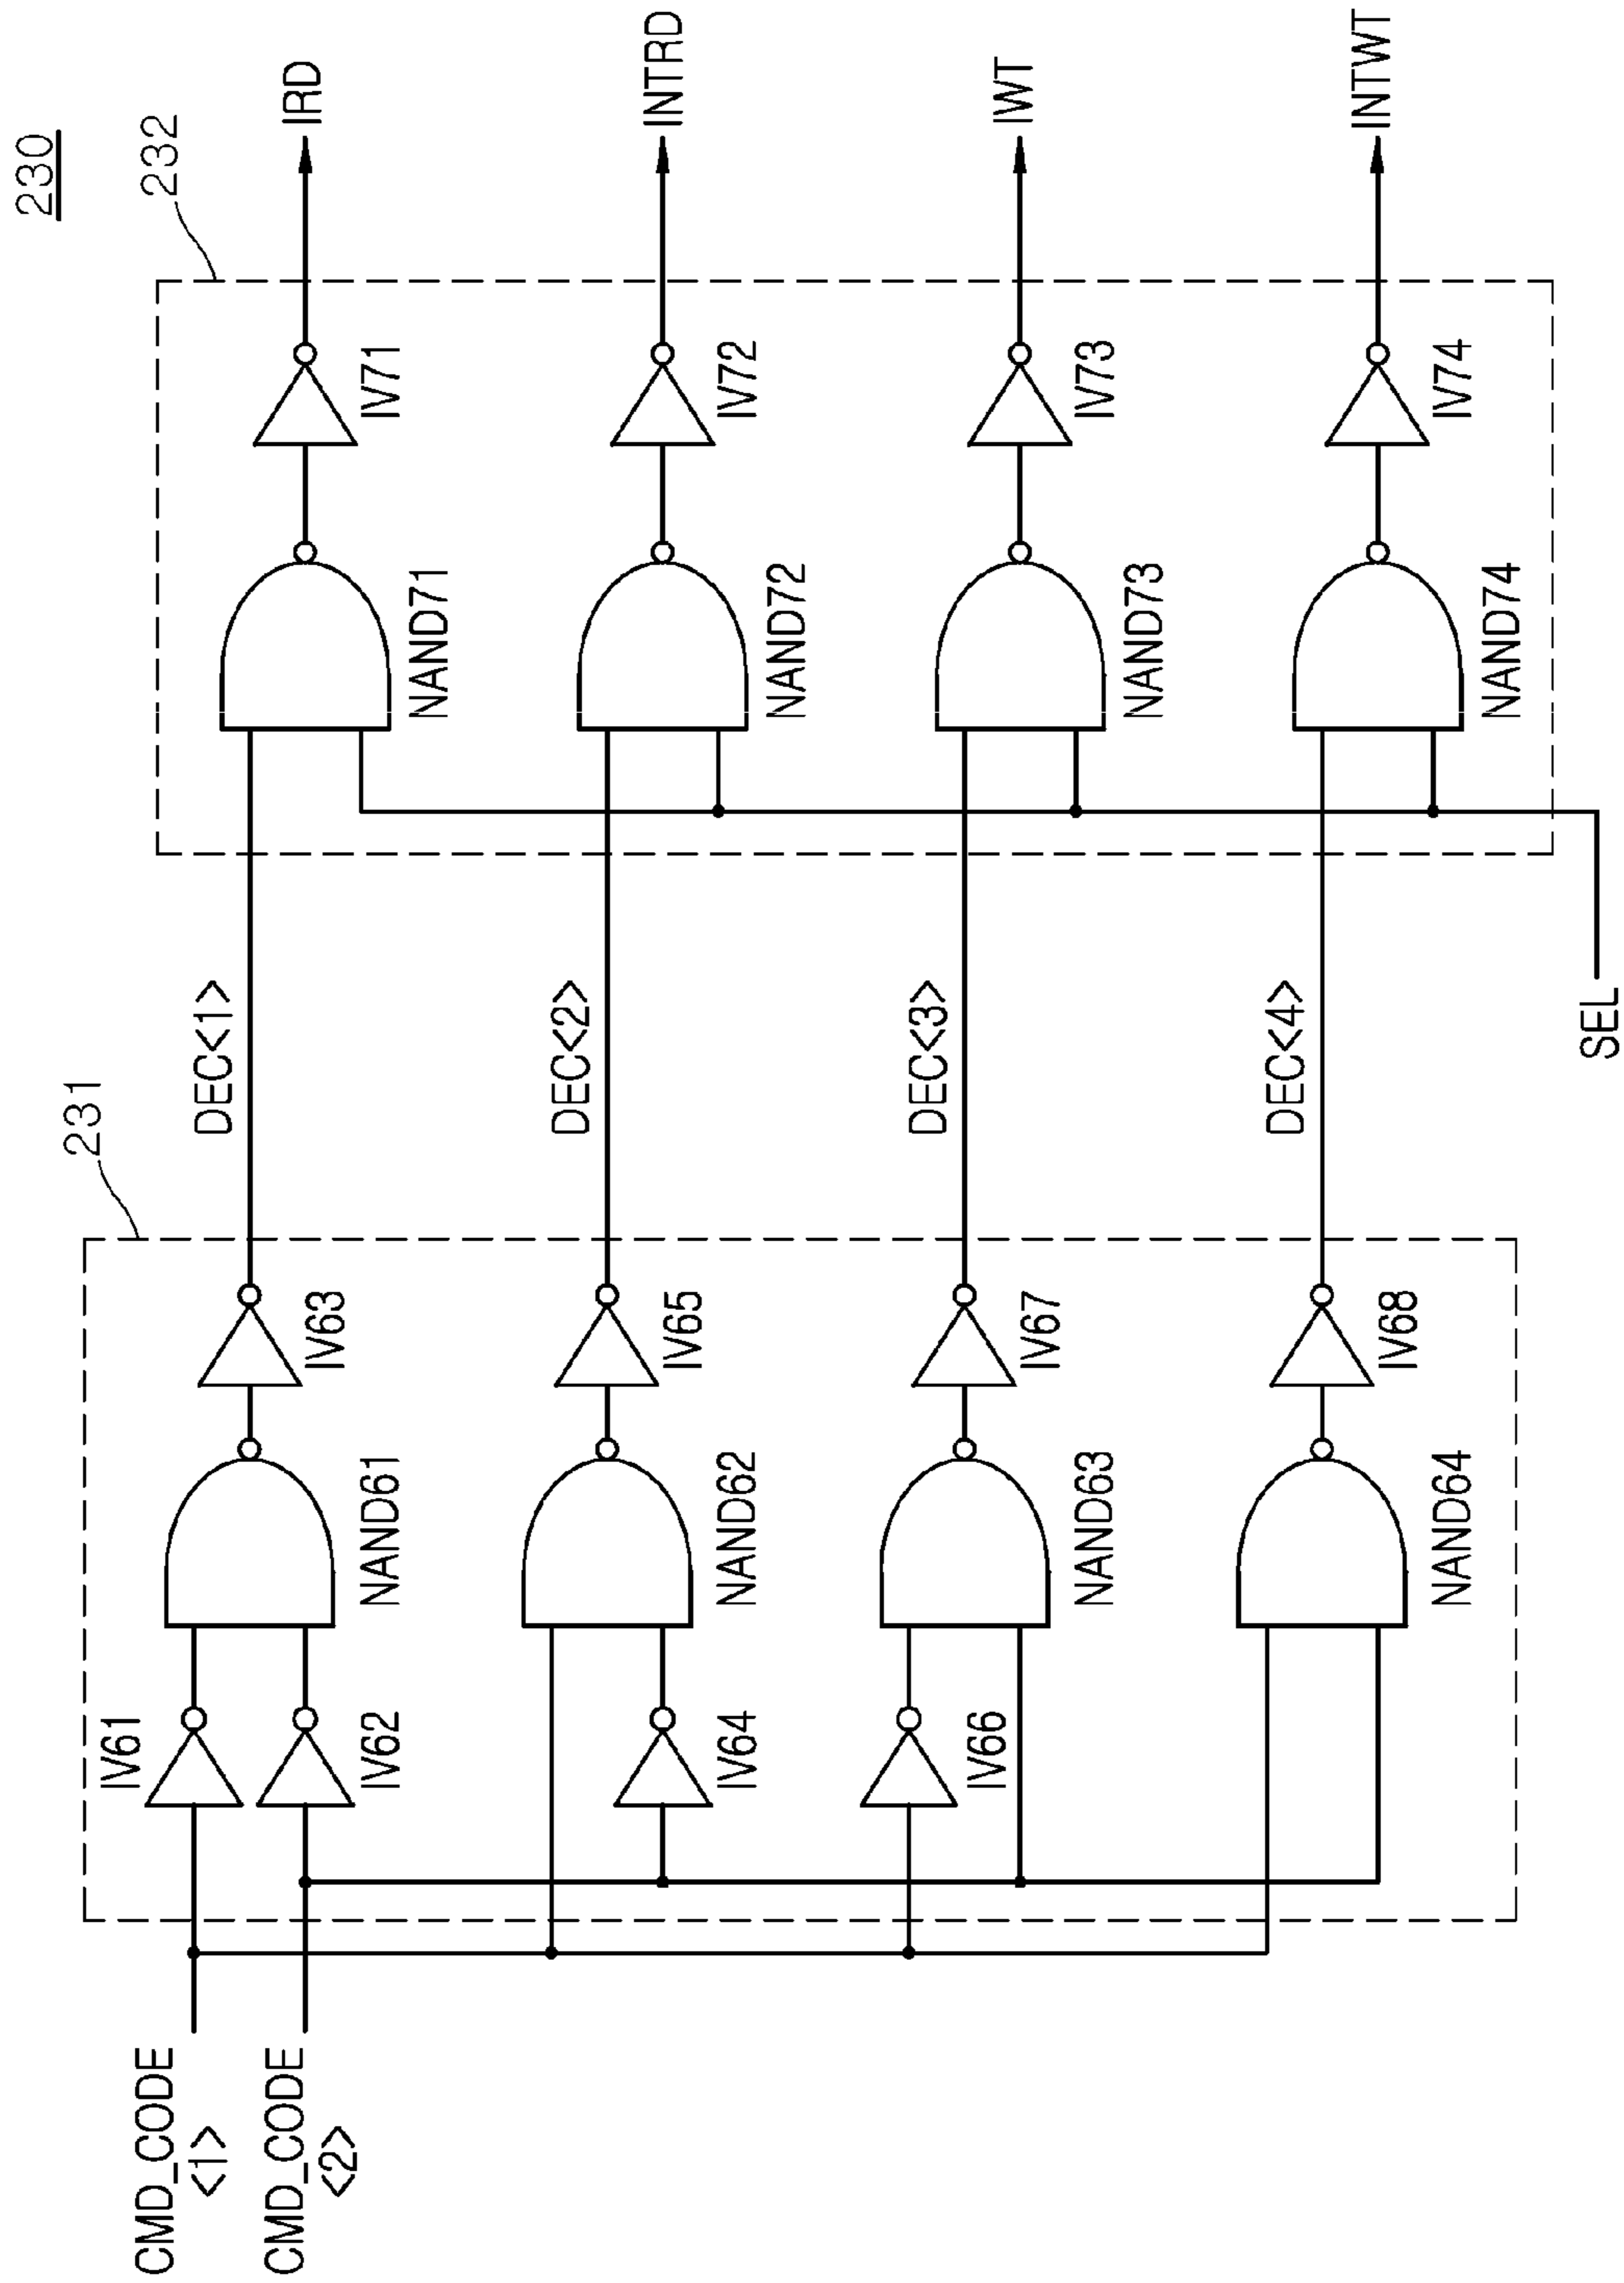 230
231
232
CMD_CODE
<1>
CMD_CODE
<2>
IV61
IV62
NAND61
IV63
DEC<1>
NAND71
IV71
IRD
IV64
NAND62
IV65
DEC<2>
NAND72
IV72
INTRD
IV66
NAND63
IV67
DEC<3>
NAND73
IV73
IWT
NAND64
IV68
DEC<4>
NAND74
IV74
INTWT
SEL